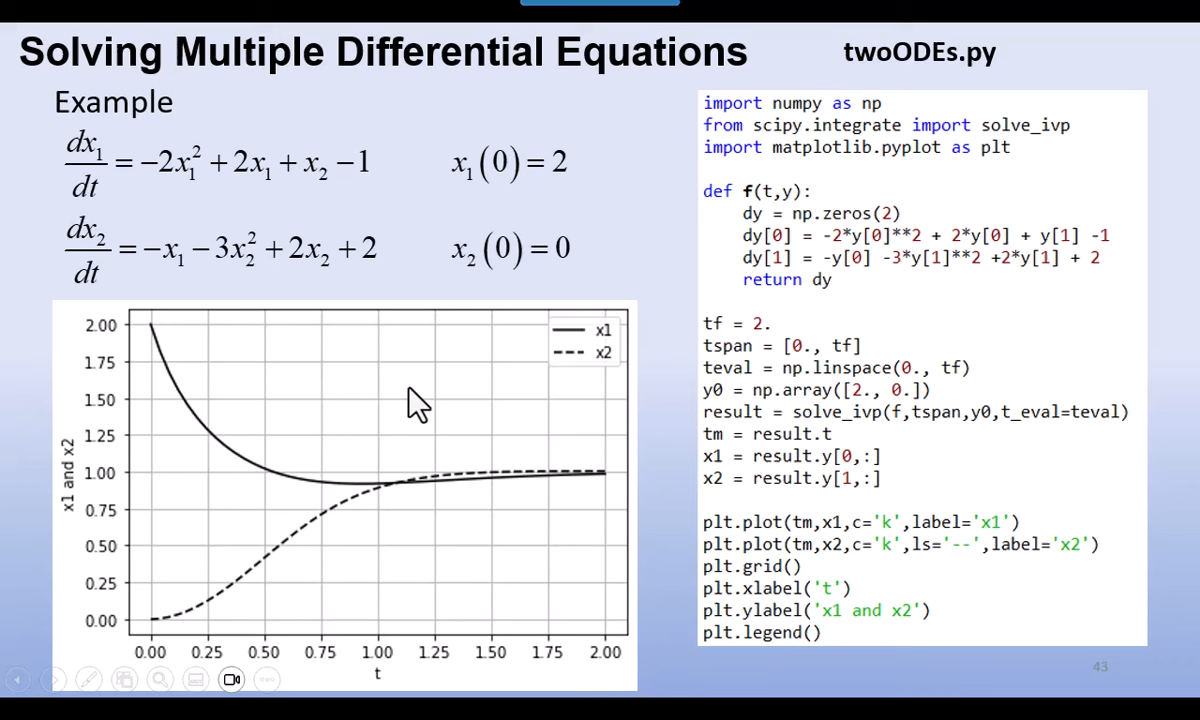 Solving Multiple Differential Equations
twoODEs.py
Example
dx₁/dt = −2x₁² + 2x₁ + x₂ − 1    x₁(0) = 2
dx₂/dt = −x₁ − 3x₂² + 2x₂ + 2    x₂(0) = 0
import numpy as np
from scipy.integrate import solve_ivp
import matplotlib.pyplot as plt
def f(t,y):
    dy = np.zeros(2)
    dy[0] = -2*y[0]**2 + 2*y[0] + y[1] -1
    dy[1] = -y[0] -3*y[1]**2 +2*y[1] + 2
    return dy
tf = 2.
tspan = [0., tf]
teval = np.linspace(0., tf)
y0 = np.array([2., 0.])
result = solve_ivp(f,tspan,y0,t_eval=teval)
tm = result.t
x1 = result.y[0,:]
x2 = result.y[1,:]
plt.plot(tm,x1,c='k',label='x1')
plt.plot(tm,x2,c='k',ls='--',label='x2')
plt.grid()
plt.xlabel('t')
plt.ylabel('x1 and x2')
plt.legend()
x1
x2
2.00
1.75
1.50
1.25
1.00
0.75
0.50
0.25
0.00
x1 and x2
0.00 0.25 0.50 0.75 1.00 1.25 1.50 1.75 2.00
t
43